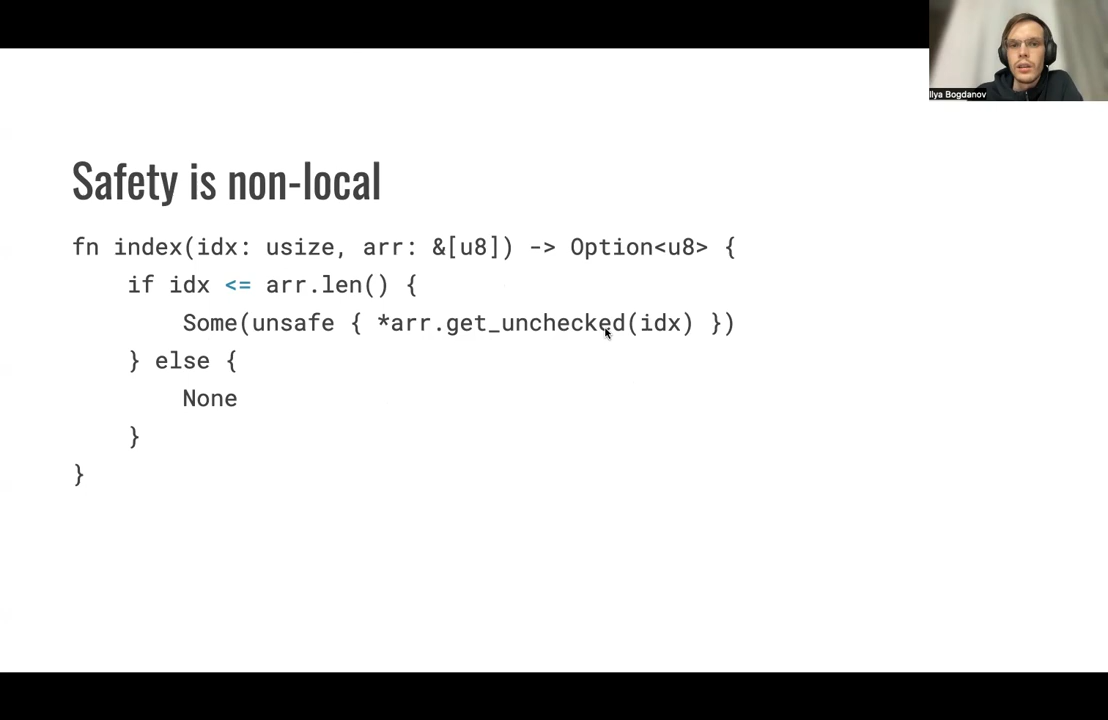 Ilya Bogdanov
Safety is non-local
fn index(idx: usize, arr: &[u8]) -> Option<u8> {
    if idx <= arr.len() {
        Some(unsafe { *arr.get_unchecked(idx) })
    } else {
        None
    }
}